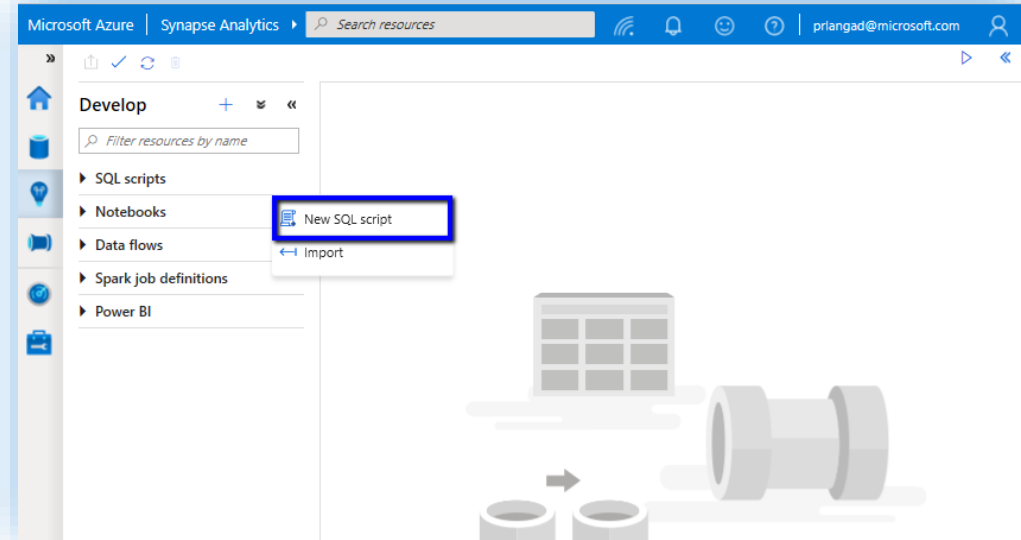 Microsoft Azure | Synapse Analytics
Search resources
prlangad@microsoft.com
Develop
Filter resources by name
SQL scripts
Notebooks
Data flows
Spark job definitions
Power BI
New SQL script
Import